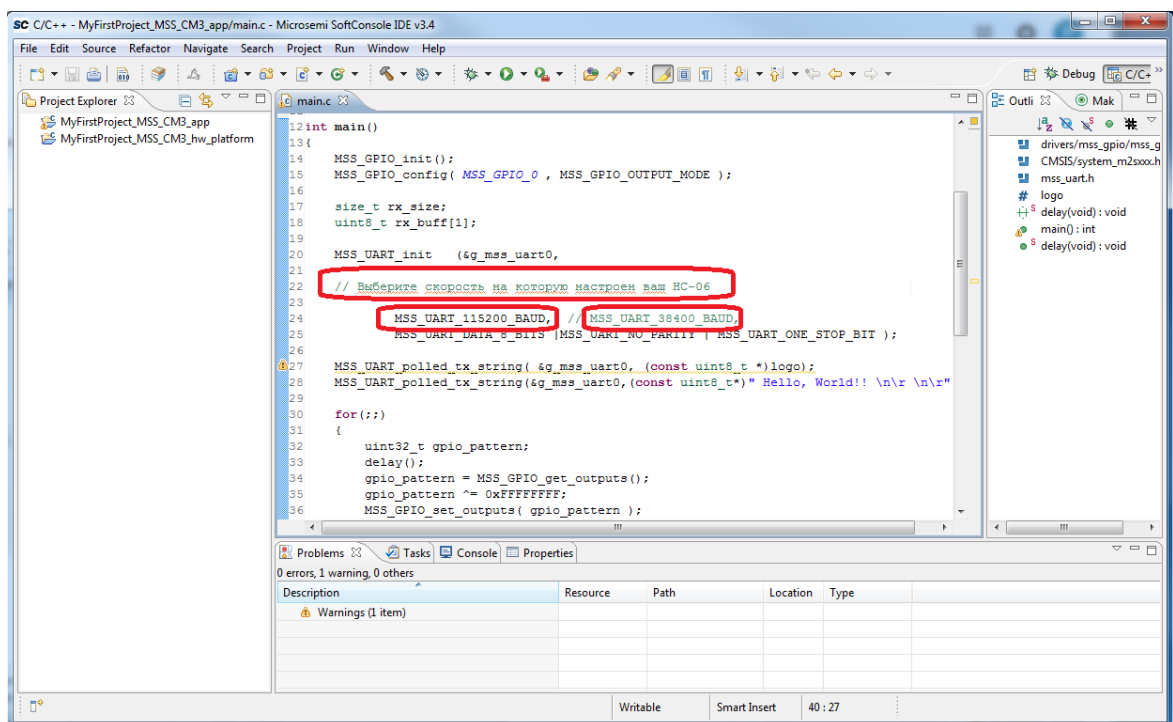 SC C/C++ - MyFirstProject_MSS_CM3_app/main.c - Microsemi SoftConsole IDE v3.4
File Edit Source Refactor Navigate Search Project Run Window Help
Debug C/C+
Project Explorer
MyFirstProject_MSS_CM3_app
MyFirstProject_MSS_CM3_hw_platform
main.c
12 int main()
13 {
14 MSS_GPIO_init();
15 MSS_GPIO_config( MSS_GPIO_0 , MSS_GPIO_OUTPUT_MODE );
16
17 size_t rx_size;
18 uint8_t rx_buff[1];
19
20 MSS_UART_init (&g_mss_uart0,
21
22 // Выберите скорость на которую настроен ваш HC-06
23
24 MSS_UART_115200_BAUD, // MSS_UART_38400_BAUD,
25 MSS_UART_DATA_8_BITS |MSS_UART_NO_PARITY | MSS_UART_ONE_STOP_BIT );
26
27 MSS_UART_polled_tx_string( &g_mss_uart0, (const uint8_t *)logo);
28 MSS_UART_polled_tx_string(&g_mss_uart0,(const uint8_t*)" Hello, World!! \n\r \n\r"
29
30 for(;;)
31 {
32 uint32_t gpio_pattern;
33 delay();
34 gpio_pattern = MSS_GPIO_get_outputs();
35 gpio_pattern ^= 0xFFFFFFFF;
36 MSS_GPIO_set_outputs( gpio_pattern );
Outli Mak
drivers/mss_gpio/mss_g
CMSIS/system_m2sxxx.h
mss_uart.h
# logo
delay(void) : void
main() : int
delay(void) : void
Problems Tasks Console Properties
0 errors, 1 warning, 0 others
Description Resource Path Location Type
Warnings (1 item)
Writable Smart Insert 40 : 27